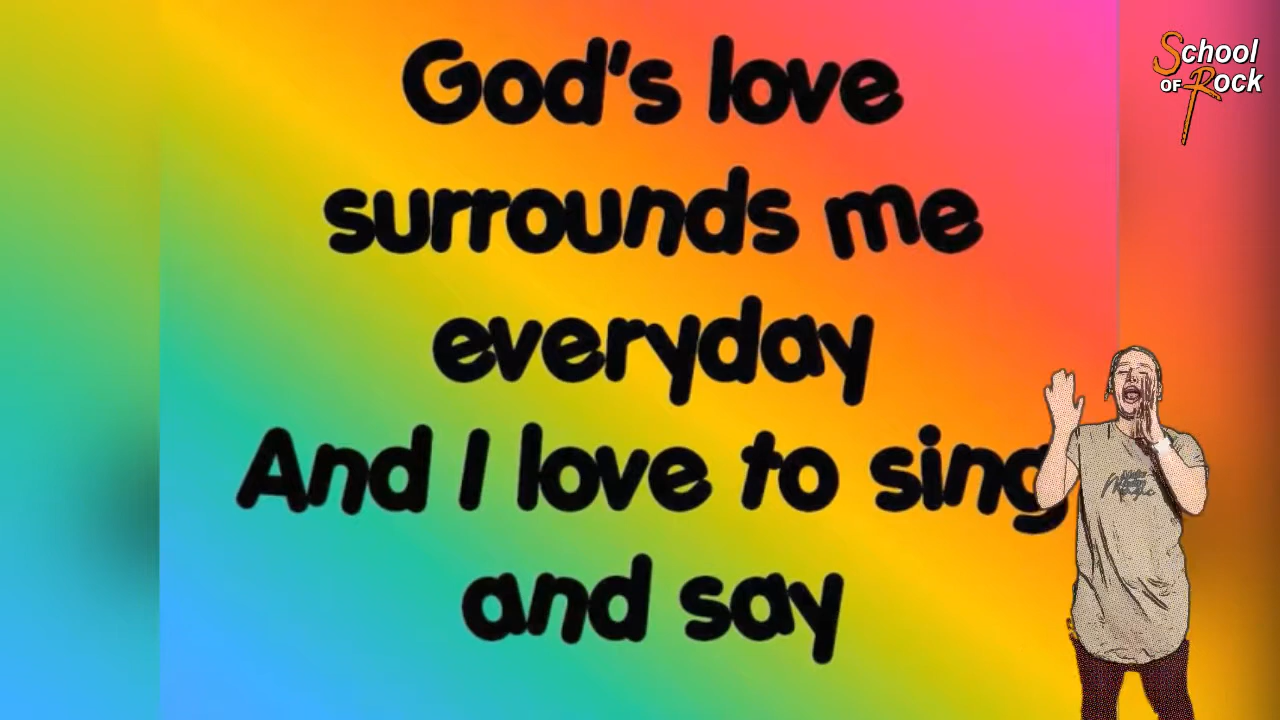 God's love
surrounds me
everyday
And I love to sing
and say
School
OF Rock